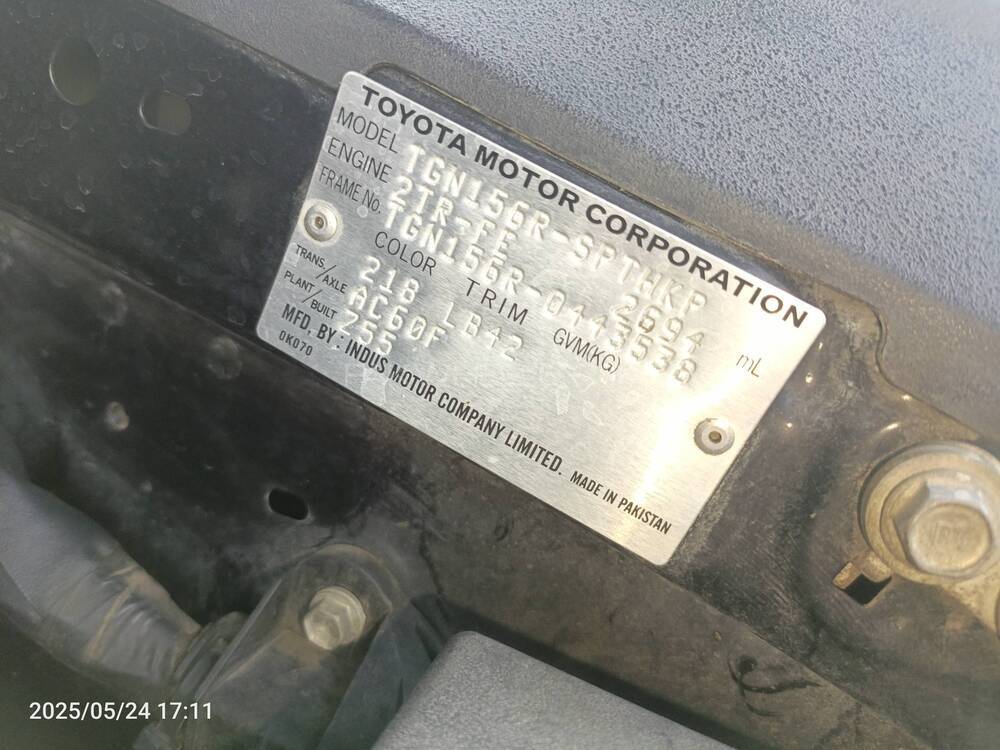 TOYOTA MOTOR CORPORATION
MODEL TGN156R-SPTHKP
ENGINE 2TR-FE 2694 mL
FRAME No. TGN156R-0443538
COLOR TRIM GVM(KG)
218 LB42
TRANS/AXLE AC60F
PLANT/BUILT 255
MFD, BY : INDUS MOTOR COMPANY LIMITED. MADE IN PAKISTAN
0K070
2025/05/24 17:11